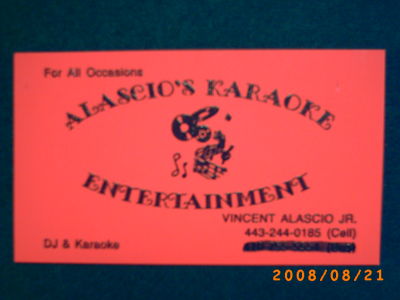 For All Occasions
ALASCIO'S KARAOKE
ENTERTAINMENT
VINCENT ALASCIO JR.
443-244-0185 (Cell)
DJ & Karaoke
2008/08/21